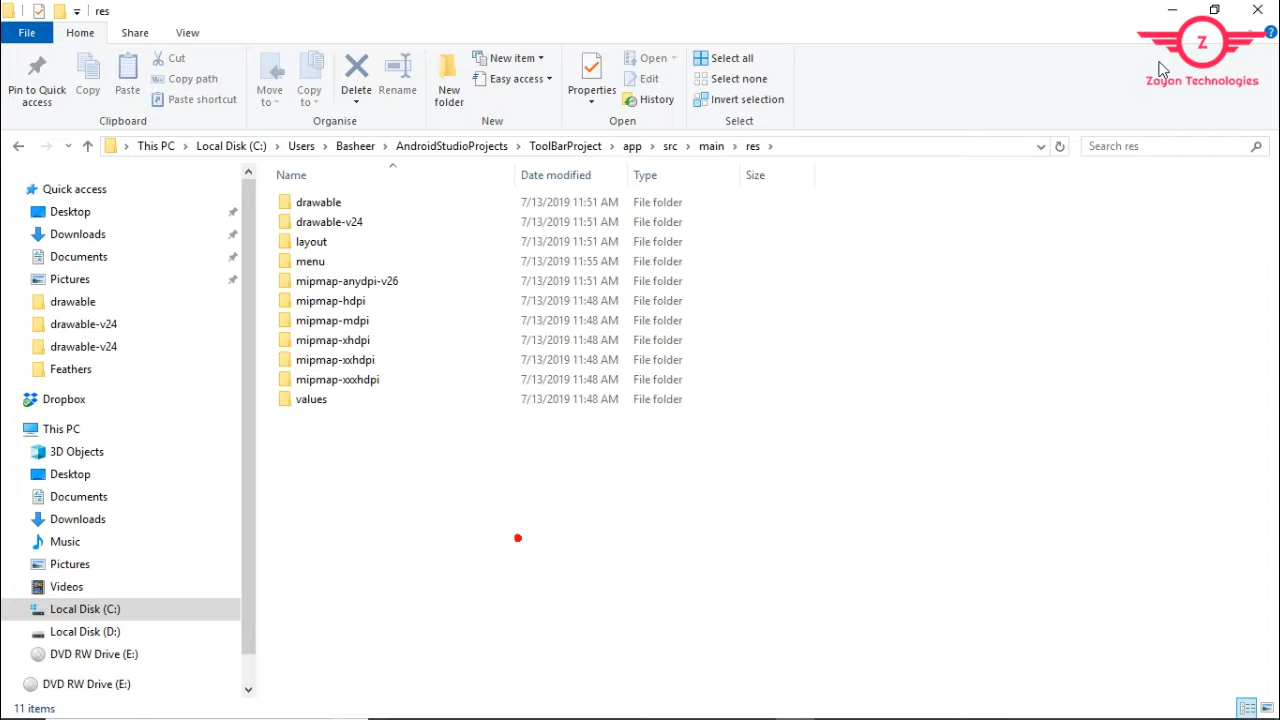 res
File Home Share View
Pin to Quick access
Copy
Paste
Cut
Copy path
Paste shortcut
Clipboard
Move to
Copy to
Delete
Rename
Organise
New folder
New item
Easy access
New
Properties
Open
Edit
History
Open
Select all
Select none
Invert selection
Select
Z
Zayan Technologies
This PC Local Disk (C:) Users Basheer AndroidStudioProjects ToolBarProject app src main res
Search res
Quick access
Desktop
Downloads
Documents
Pictures
drawable
drawable-v24
drawable-v24
Feathers
Dropbox
This PC
3D Objects
Desktop
Documents
Downloads
Music
Pictures
Videos
Local Disk (C:)
Local Disk (D:)
DVD RW Drive (E:)
DVD RW Drive (E:)
Name Date modified Type Size
drawable 7/13/2019 11:51 AM File folder
drawable-v24 7/13/2019 11:51 AM File folder
layout 7/13/2019 11:51 AM File folder
menu 7/13/2019 11:55 AM File folder
mipmap-anydpi-v26 7/13/2019 11:51 AM File folder
mipmap-hdpi 7/13/2019 11:48 AM File folder
mipmap-mdpi 7/13/2019 11:48 AM File folder
mipmap-xhdpi 7/13/2019 11:48 AM File folder
mipmap-xxhdpi 7/13/2019 11:48 AM File folder
mipmap-xxxhdpi 7/13/2019 11:48 AM File folder
values 7/13/2019 11:48 AM File folder
11 items